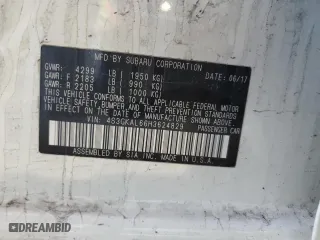 MFD. BY SUBARU CORPORATION
GVWR: 4299 LB ( 1950 KG) DATE: 06/17
GAWR: F 2183 LB ( 990 KG)
GAWR: R 2205 LB ( 1000 KG)
THIS VEHICLE CONFORMS TO ALL APPLICABLE FEDERAL MOTOR
VEHICLE SAFETY, BUMPER, AND THEFT PREVENTION STANDARDS
IN EFFECT ON THE DATE OF MANUFACTURE SHOWN ABOVE.
VIN: 4S3GKAL66H3624829 PASSENGER CAR
ASSEMBLED BY SIA, INC. MADE IN U.S.A.